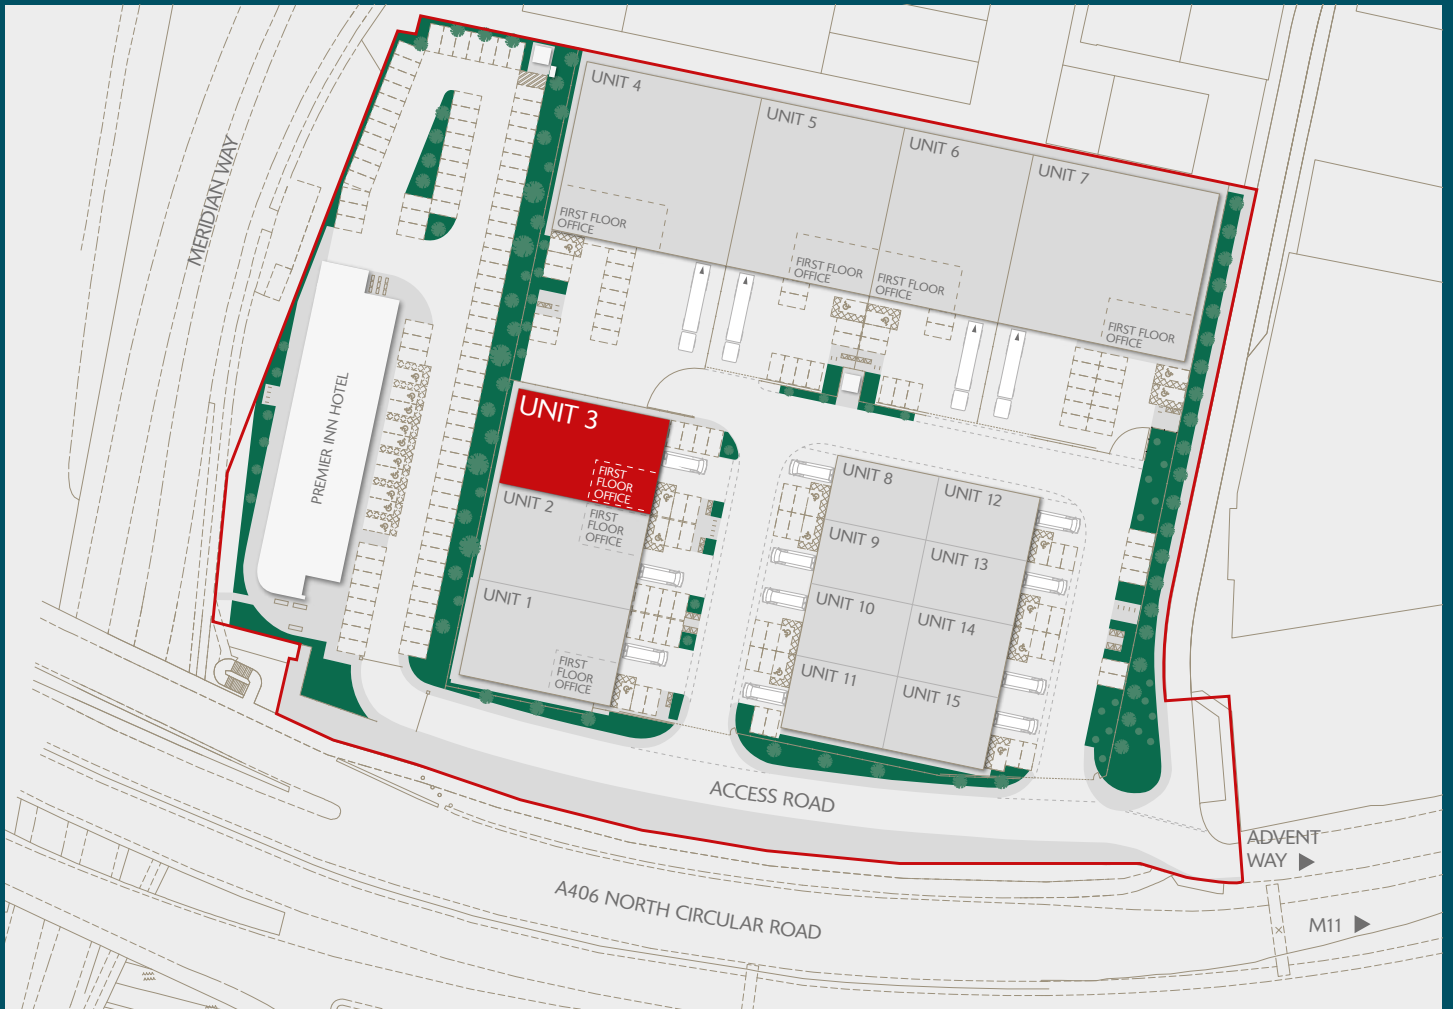 UNIT 4
UNIT 5
UNIT 6
UNIT 7
FIRST FLOOR
OFFICE
FIRST FLOOR
OFFICE
FIRST FLOOR
OFFICE
FIRST FLOOR
OFFICE
MERIDIAN WAY
PREMIER INN HOTEL
UNIT 3
FIRST
FLOOR
OFFICE
UNIT 2
FIRST
FLOOR
OFFICE
UNIT 1
FIRST
FLOOR
OFFICE
UNIT 8
UNIT 12
UNIT 9
UNIT 13
UNIT 10
UNIT 14
UNIT 11
UNIT 15
ACCESS ROAD
A406 NORTH CIRCULAR ROAD
ADVENT
WAY
M11